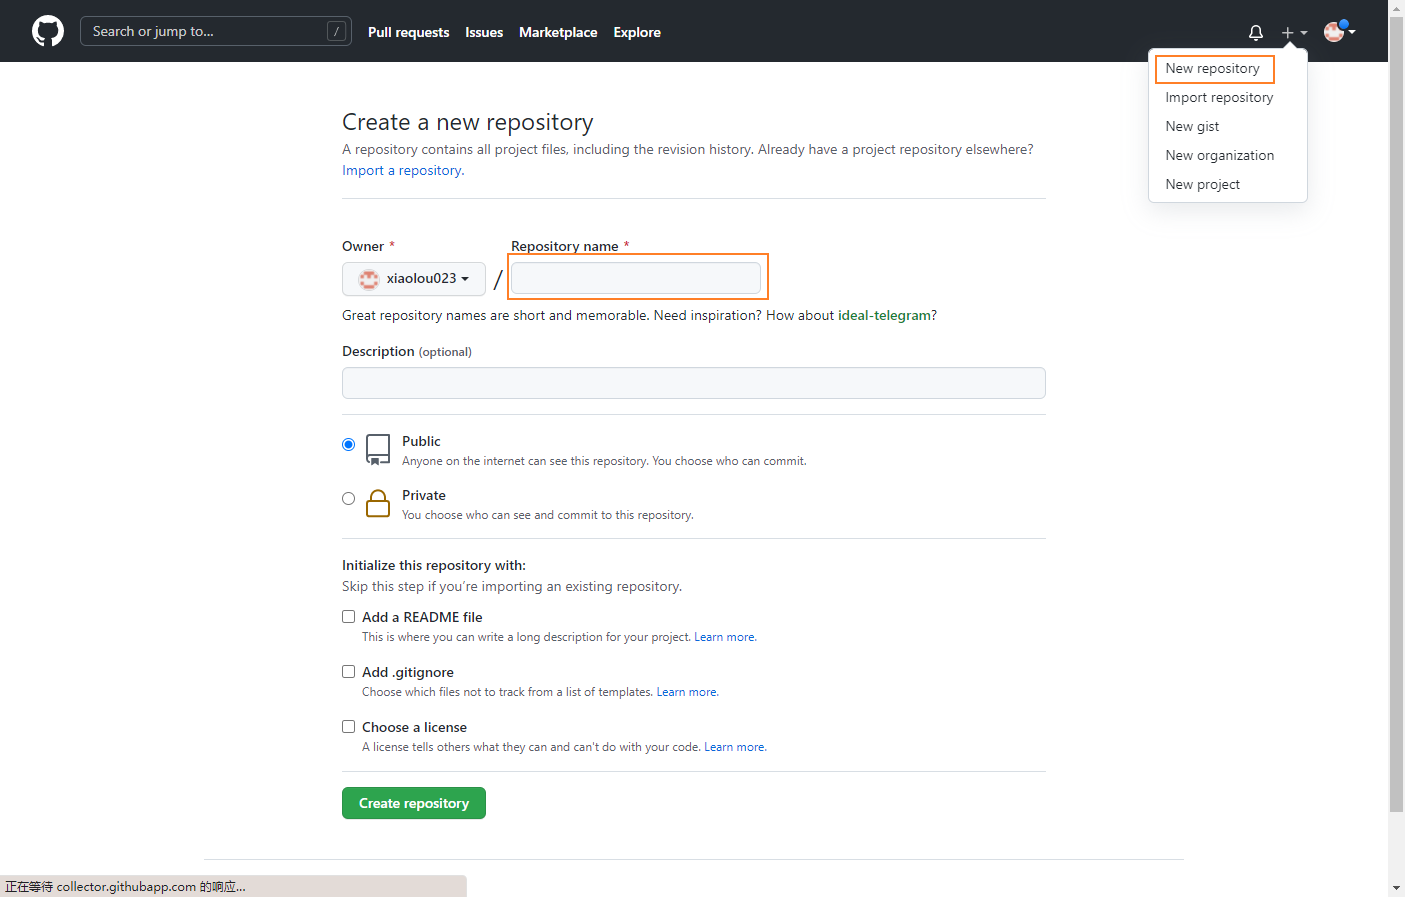 Search or jump to... / Pull requests Issues Marketplace Explore
New repository
Import repository
New gist
New organization
New project
Create a new repository
A repository contains all project files, including the revision history. Already have a project repository elsewhere?
Import a repository.
Owner * Repository name *
xiaolou023 /
Great repository names are short and memorable. Need inspiration? How about ideal-telegram?
Description (optional)
Public
Anyone on the internet can see this repository. You choose who can commit.
Private
You choose who can see and commit to this repository.
Initialize this repository with:
Skip this step if you're importing an existing repository.
Add a README file
This is where you can write a long description for your project. Learn more.
Add .gitignore
Choose which files not to track from a list of templates. Learn more.
Choose a license
A license tells others what they can and can't do with your code. Learn more.
Create repository
正在等待 collector.githubapp.com 的响应...